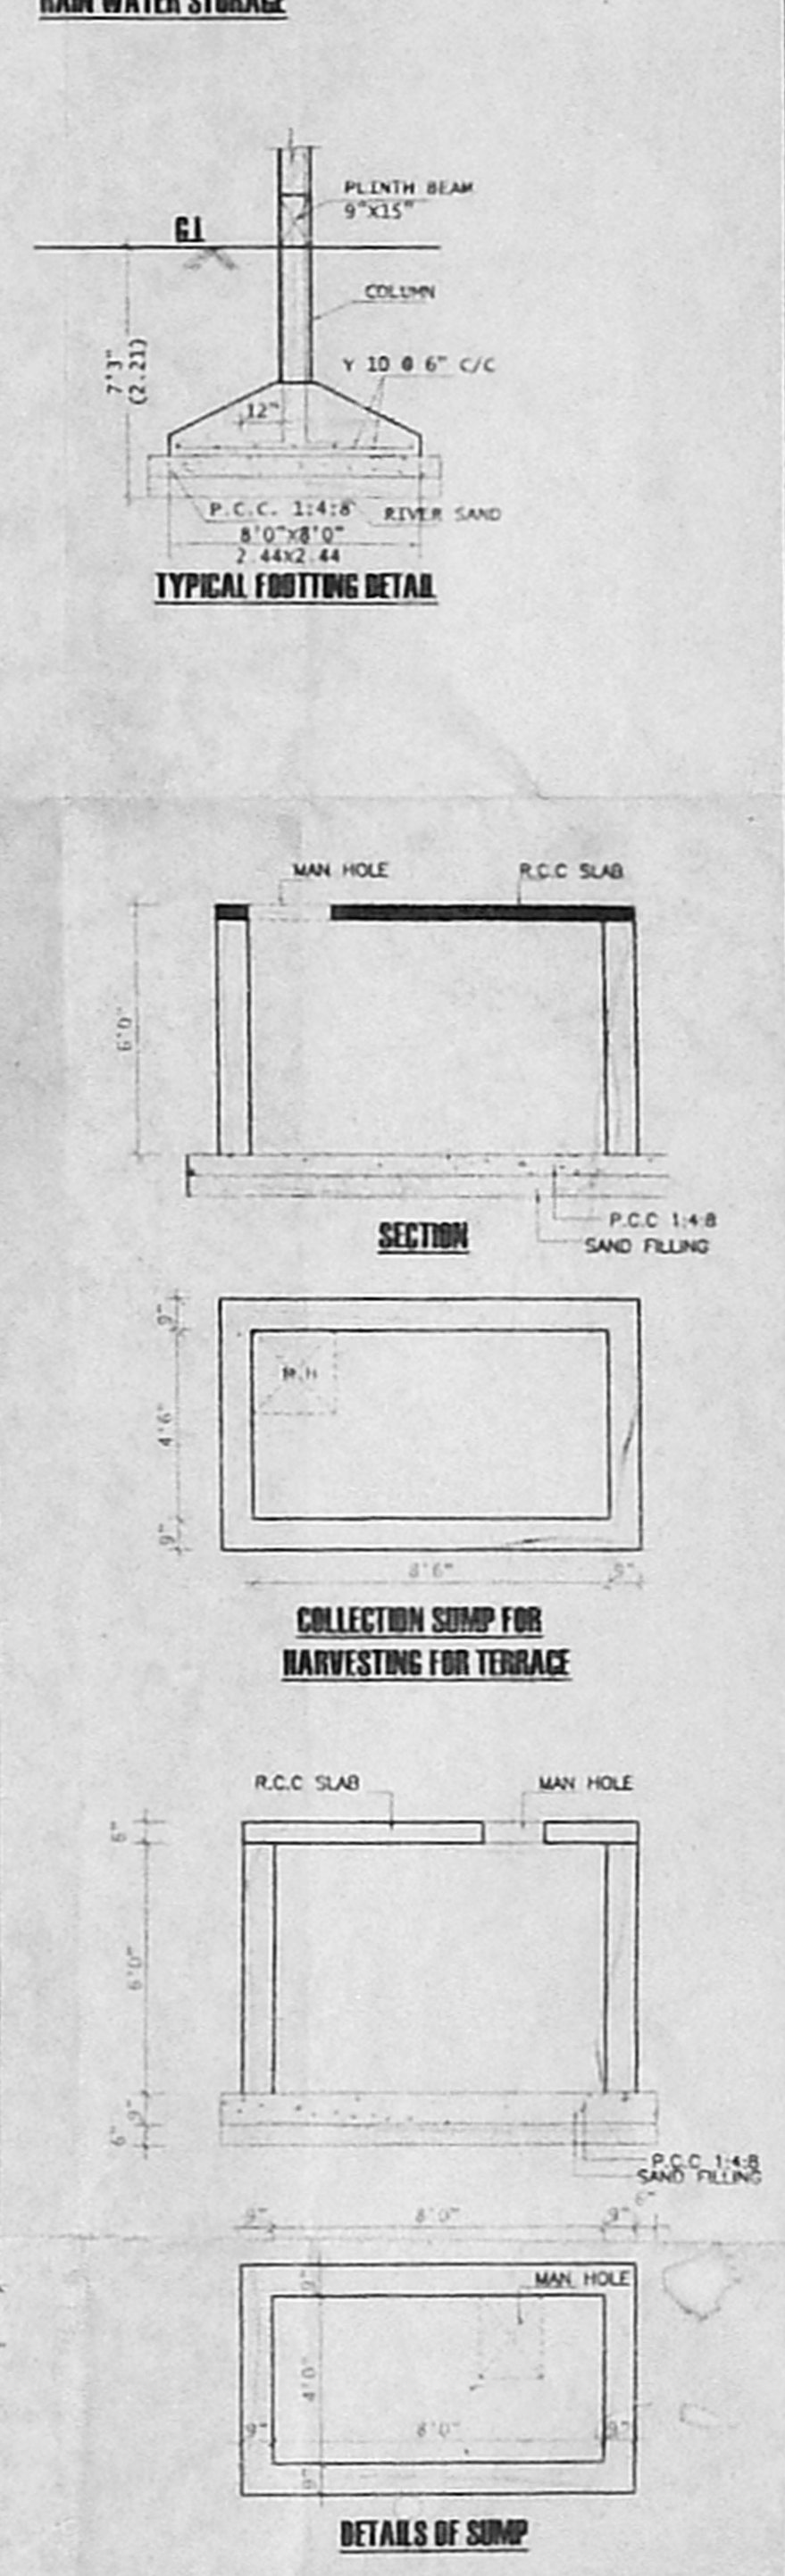 RAIN WATER STORAGE
PLINTH BEAM
9"X15"
G.L
COLUMN
7'3"
(2.21)
Y 10 @ 6" C/C
12"
P.C.C. 1:4:8
RIVER SAND
8'0"X8'0"
2.44X2.44
TYPICAL FOOTTING DETAIL
MAN HOLE
R.C.C SLAB
6'0"
P.C.C 1:4:8
SAND FILLING
SECTION
9"
4'6"
9"
8'6"
9"
COLLECTION SUMP FOR
HARVESTING FOR TERRACE
R.C.C SLAB
MAN HOLE
6"
6'0"
9"
6"
P.C.C 1:4:8
SAND FILLING
9"
8'0"
9"
6"
9"
MAN HOLE
4'0"
9"
8'0"
9"
9"
DETAILS OF SUMP